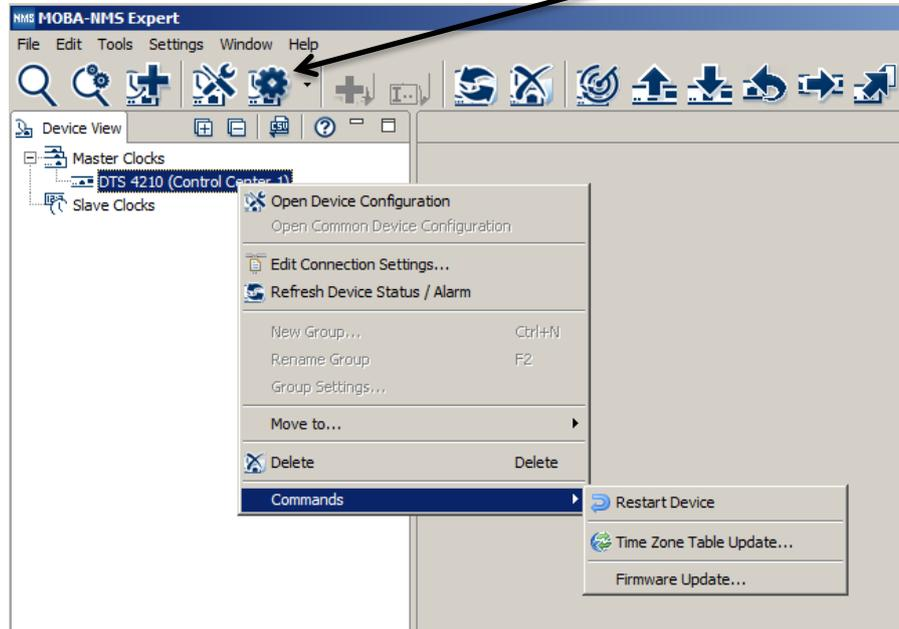 NMS MOBA-NMS Expert
File Edit Tools Settings Window Help
I...
Device View
CSV
?
Master Clocks
DTS 4210 (Control Center 1)
Slave Clocks
Open Device Configuration
Open Common Device Configuration
Edit Connection Settings...
Refresh Device Status / Alarm
New Group... Ctrl+N
Rename Group F2
Group Settings...
Move to...
Delete Delete
Commands
Restart Device
Time Zone Table Update...
Firmware Update...